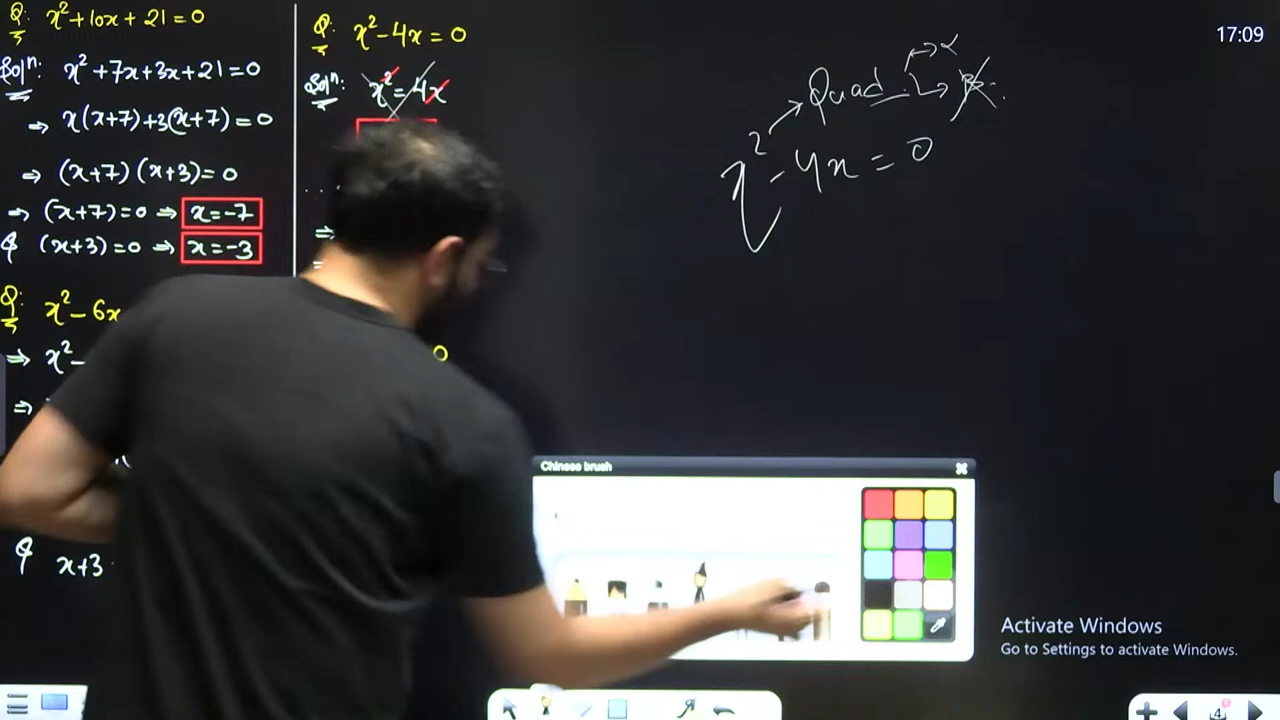 Q: x²+10x+21=0
Solⁿ: x²+7x+3x+21=0
⇒ x(x+7)+3(x+7)=0
⇒ (x+7)(x+3)=0
⇒ (x+7)=0 ⇒ x=-7
& (x+3)=0 ⇒ x=-3
Q: x²-6x
⇒ x²-
⇒
& x+3
Q: x²-4x=0
Solⁿ: x²=4x
⇒
0
Quad. α β
x²-4x=0
17:09
Chinese brush
Activate Windows
Go to Settings to activate Windows.
4